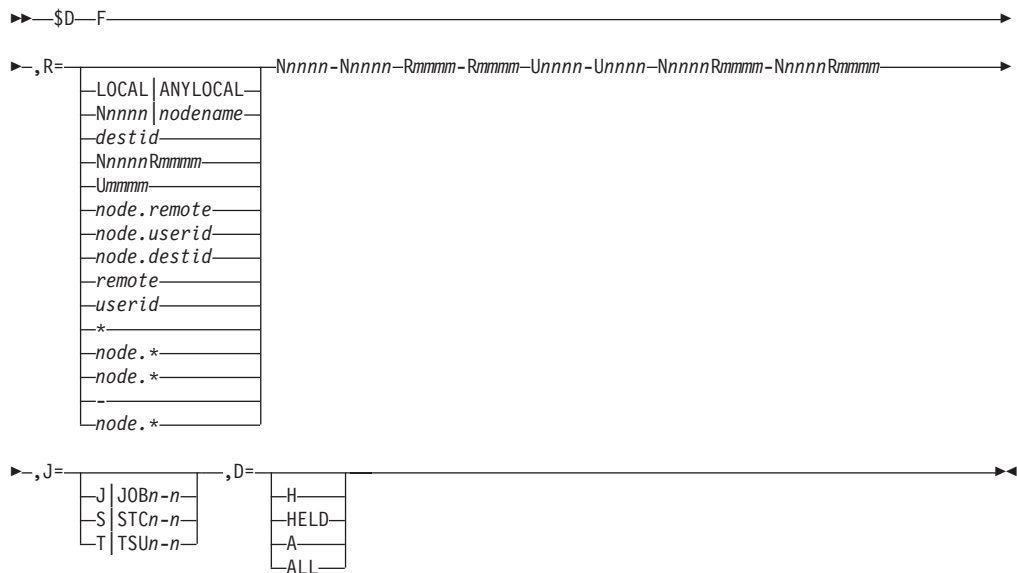 $D F
,R= Nnnnn-Nnnnn Rmmmm-Rmmmm Unnnn-Unnnn NnnnnRmmmm-NnnnnRmmmm
LOCAL|ANYLOCAL
Nnnnn|nodename
destid
NnnnnRmmmm
Ummmm
node.remote
node.userid
node.destid
remote
userid
*
node.*
node.*
-
node.*
,J= ,D=
J|JOBn-n H
S|STCn-n HELD
T|TSUn-n A
ALL